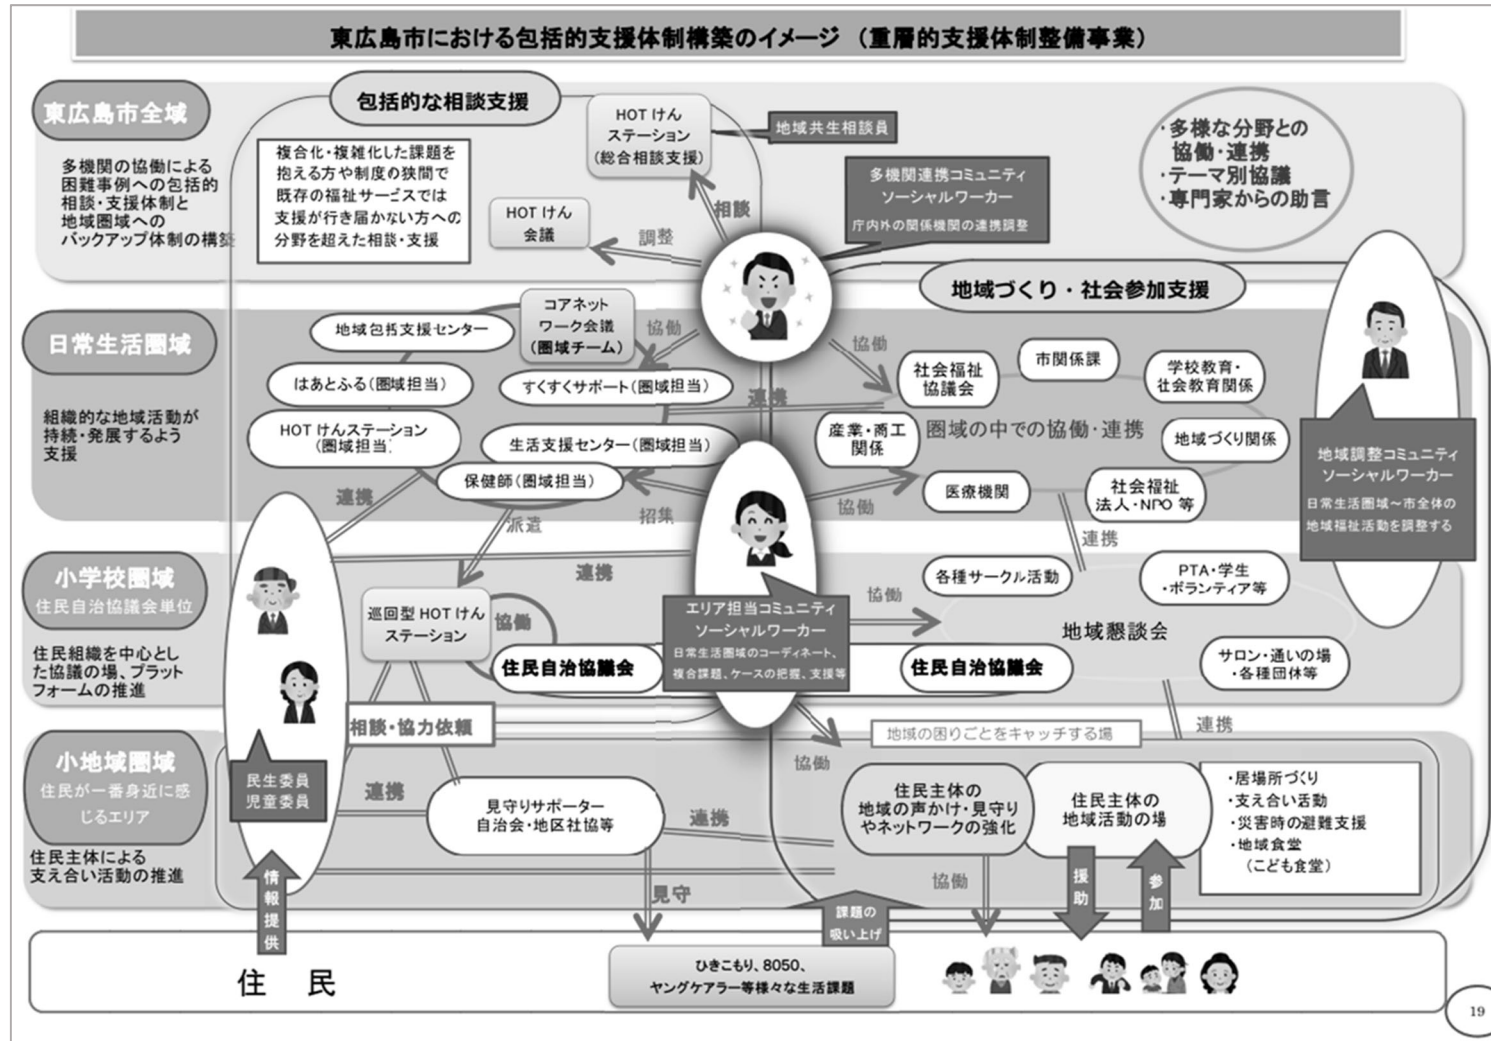 東広島市における包括的支援体制構築のイメージ （重層的支援体制整備事業）
東広島市全域
多機関の協働による
困難事例への包括的
相談・支援体制と
地域圏域への
バックアップ体制の構築
包括的な相談支援
複合化・複雑化した課題を
抱える方や制度の狭間で
既存の福祉サービスでは
支援が行き届かない方への
分野を超えた相談・支援
HOT けん
ステーション
(総合相談支援)
地域共生相談員
HOT けん
会議
調整
相談
多機関連携コミュニティ
ソーシャルワーカー
庁内外の関係機関の連携調整
・多様な分野との
協働・連携
・テーマ別協議
・専門家からの助言
地域づくり・社会参加支援
日常生活圏域
組織的な地域活動が
持続・発展するよう
支援
コアネット
ワーク会議
(圏域チーム)
地域包括支援センター
はあとふる(圏域担当)
すくすくサポート(圏域担当)
HOT けんステーション
(圏域担当)
生活支援センター(圏域担当)
保健師(圏域担当)
協働
協働
連携
連携
派遣
招集
協働
社会福祉
協議会
市関係課
学校教育・
社会教育関係
産業・商工
関係
圏域の中での協働・連携
地域づくり関係
医療機関
社会福祉
法人・NPO 等
連携
地域調整コミュニティ
ソーシャルワーカー
日常生活圏域～市全体の
地域福祉活動を調整する
小学校圏域
住民自治協議会単位
住民組織を中心とし
た協議の場、プラット
フォームの推進
連携
巡回型 HOT けん
ステーション
協働
住民自治協議会
エリア担当コミュニティ
ソーシャルワーカー
日常生活圏域のコーディネート、
複合課題、ケースの把握、支援等
協働
各種サークル活動
PTA・学生
・ボランティア等
地域懇談会
住民自治協議会
サロン・通いの場
・各種団体等
連携
相談・協力依頼
地域の困りごとをキャッチする場
小地域圏域
住民が一番身近に感
じるエリア
住民主体による
支え合い活動の推進
民生委員
児童委員
連携
見守りサポーター
自治会・地区社協等
連携
協働
住民主体の
地域の声かけ・見守り
やネットワークの強化
住民主体の
地域活動の場
・居場所づくり
・支え合い活動
・災害時の避難支援
・地域食堂
（こども食堂）
情報提供
見守
課題の
吸い上げ
協働
援助
参加
住 民
ひきこもり、8050、
ヤングケアラー等様々な生活課題
19